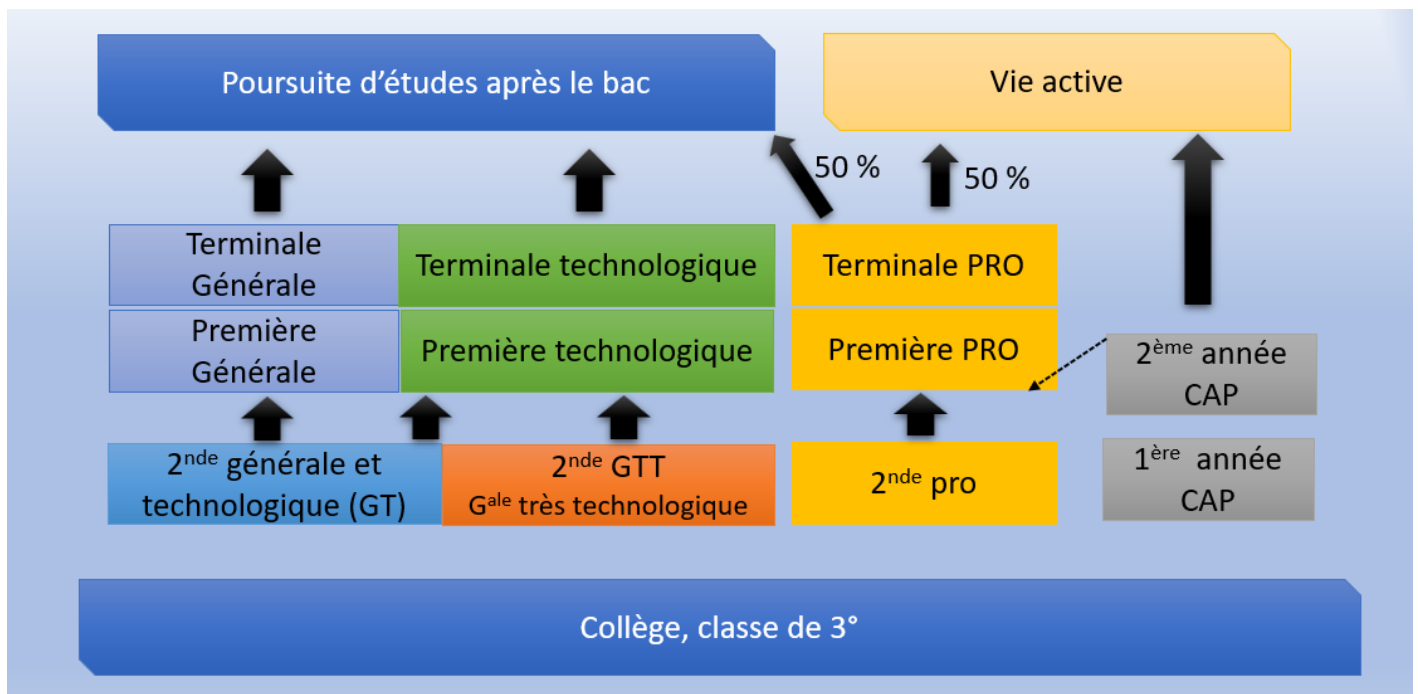 Poursuite d’études après le bac
Vie active
50 %
50 %
Terminale
Générale
Terminale technologique
Terminale PRO
Première
Générale
Première technologique
Première PRO
2ème année
CAP
2nde générale et
technologique (GT)
2nde GTT
Gale très technologique
2nde pro
1ère année
CAP
Collège, classe de 3°